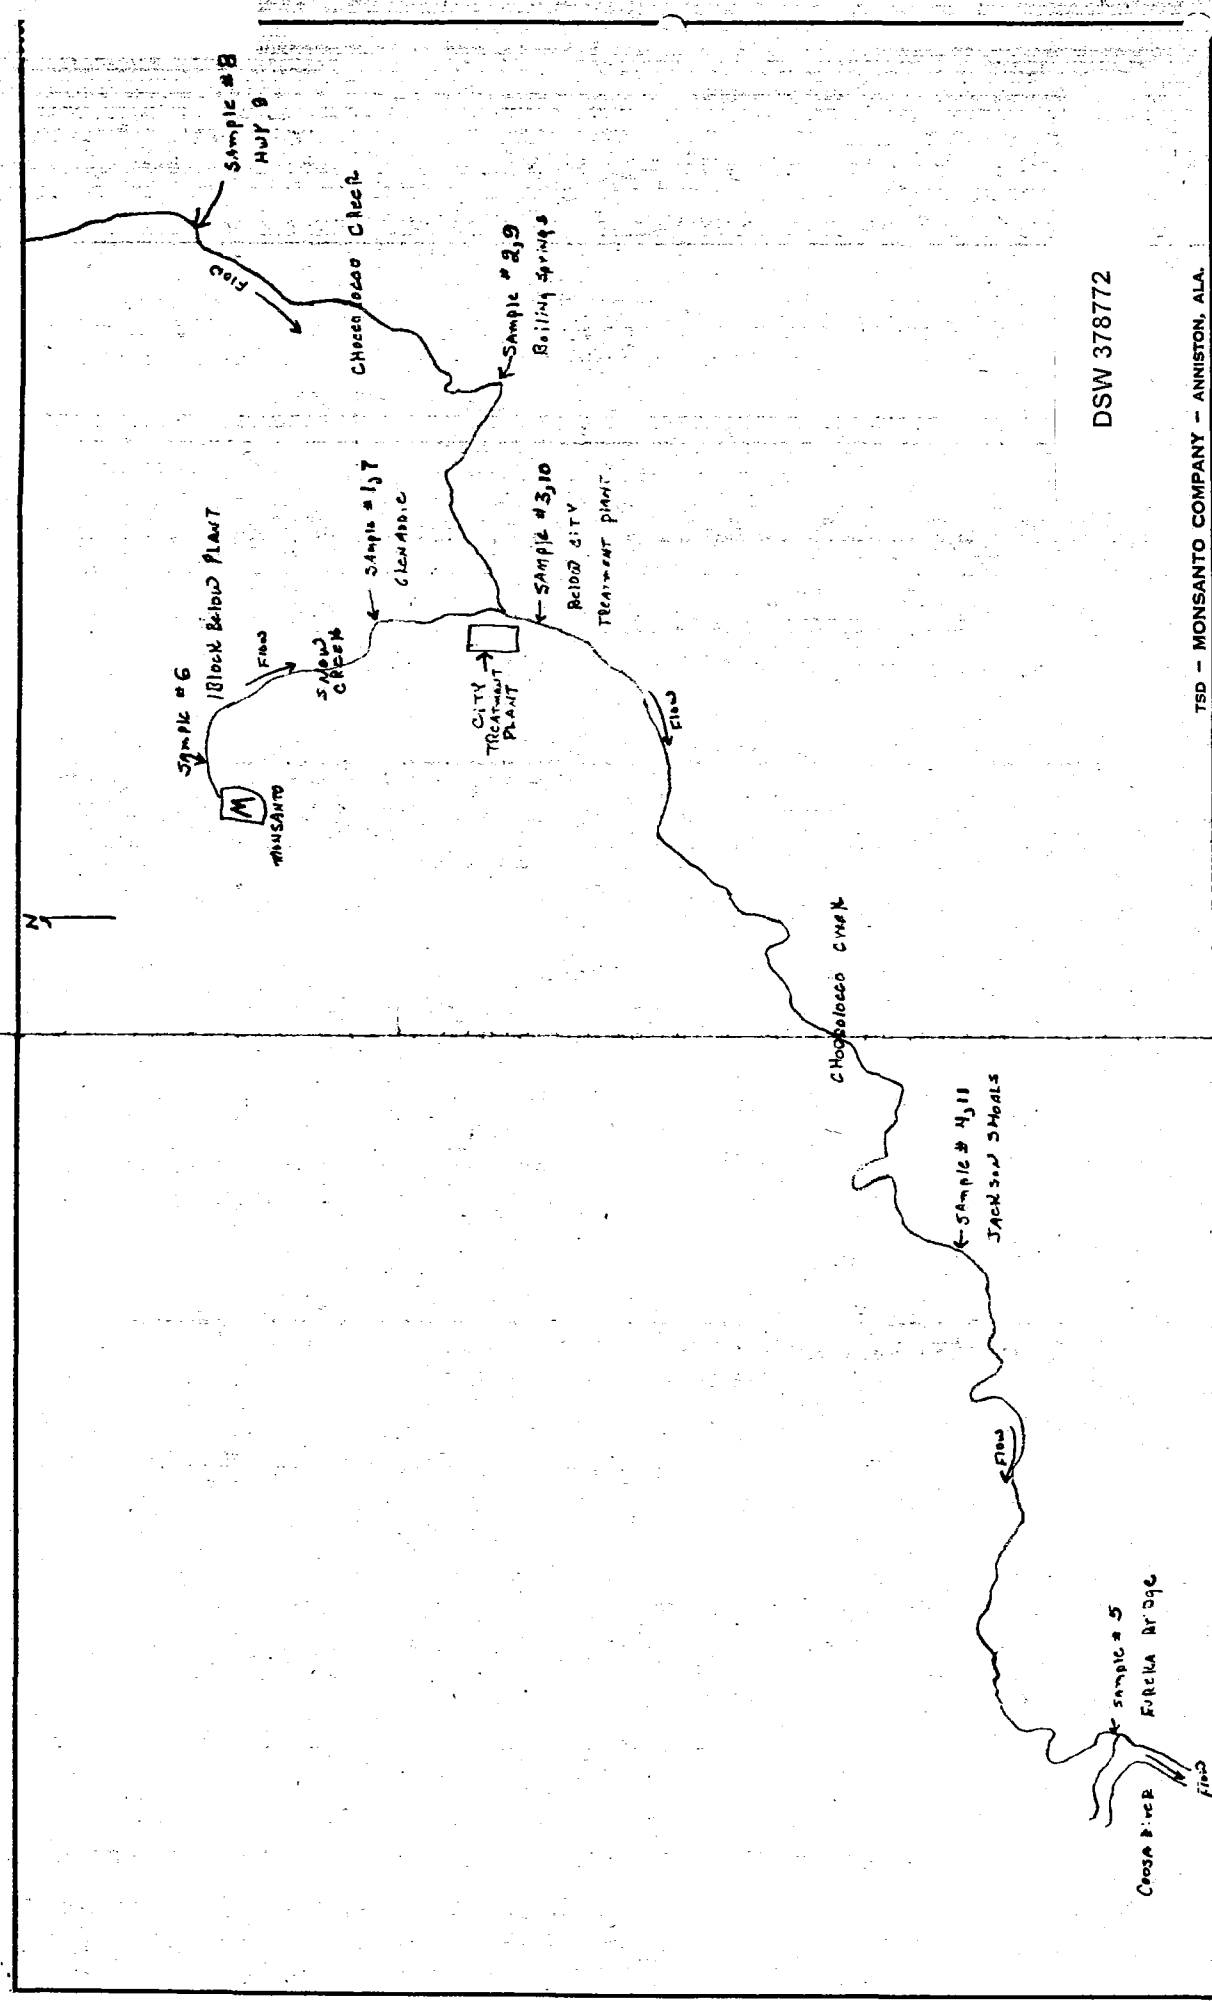 SAmple #8
HWY. 9
Flow
CHoccolocco CReeK
SAmple # 2,9
Boiling Springs
SAmple # 1,7
GlenADDIE
SAMPle #3,10
Below CiTY
TReATmenT PlANT
SAmple #6
1Block Below PLANT
Flow
SNOW
CREEK
CiTY
TREATMENT
PLANT
Flow
M
MONSANTO
N
CHoccolocco CReeK
SAmple # 4,11
JACKSON SHOALS
Flow
SAmple # 5
EUREKA Bridge
COOSA RiveR
Flow
DSW 378772
TSD – MONSANTO COMPANY – ANNISTON, ALA.